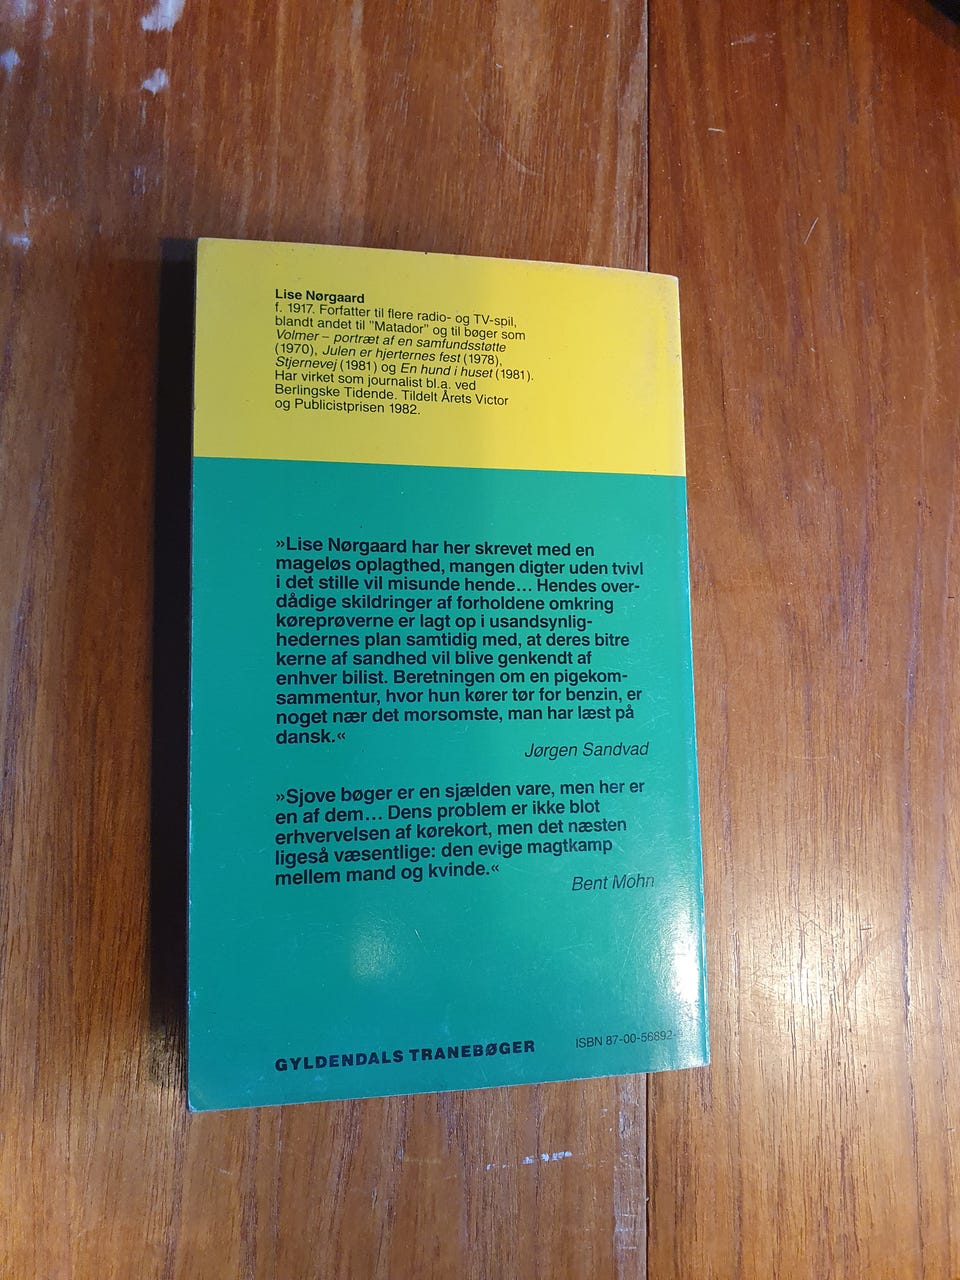 Lise Nørgaard
f. 1917. Forfatter til flere radio- og TV-spil,
blandt andet til "Matador" og til bøger som
Volmer – portræt af en samfundsstøtte
(1970), Julen er hjerternes fest (1978),
Stjernevej (1981) og En hund i huset (1981).
Har virket som journalist bl.a. ved
Berlingske Tidende. Tildelt Årets Victor
og Publicistprisen 1982.
»Lise Nørgaard har her skrevet med en
mageløs oplagthed, mangen digter uden tvivl
i det stille vil misunde hende... Hendes over-
dådige skildringer af forholdene omkring
køreprøverne er lagt op i usandsynlig-
hedernes plan samtidig med, at deres bitre
kerne af sandhed vil blive genkendt af
enhver bilist. Beretningen om en pigekom-
sammentur, hvor hun kører tør for benzin, er
noget nær det morsomste, man har læst på
dansk.«
Jørgen Sandvad
»Sjove bøger er en sjælden vare, men her er
en af dem... Dens problem er ikke blot
erhvervelsen af kørekort, men det næsten
ligeså væsentlige: den evige magtkamp
mellem mand og kvinde.«
Bent Mohn
GYLDENDALS TRANEBØGER
ISBN 87-00-56892-